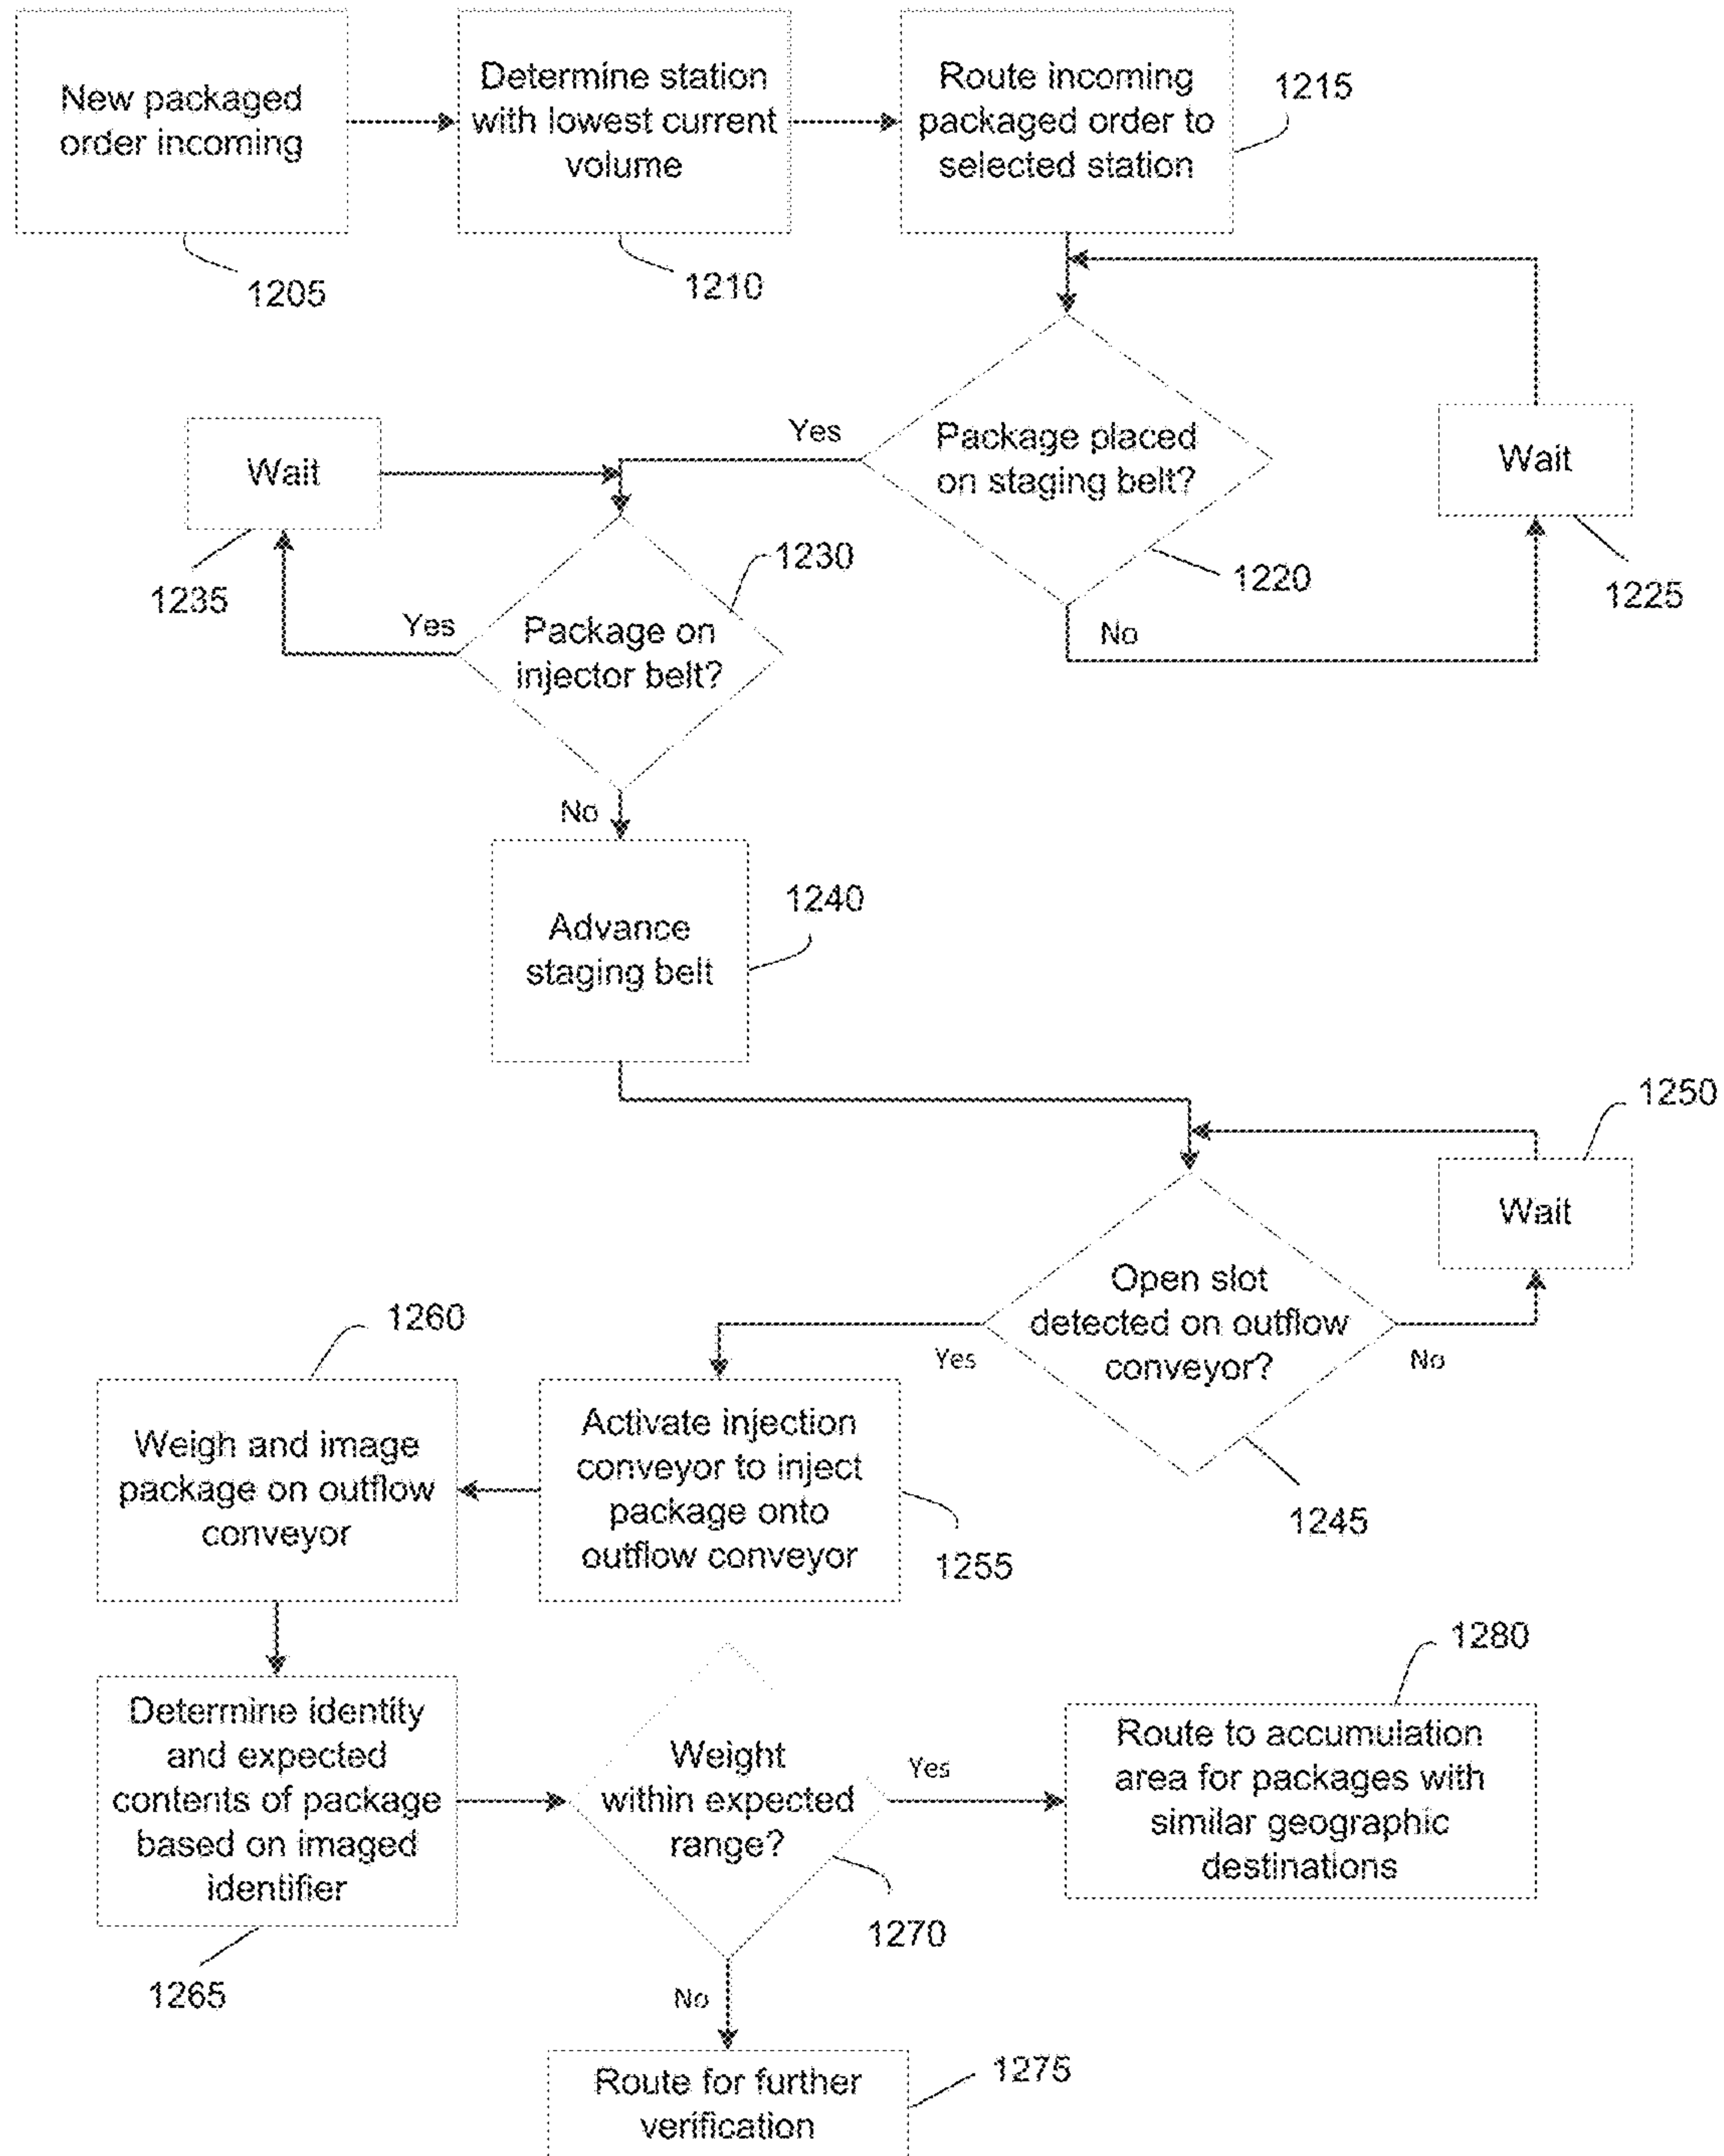 New packaged
order incoming
1205
Determine station
with lowest current
volume
1210
Route incoming
packaged order to
selected station
1215
Package placed
on staging belt?
1220
Yes
No
Wait
1225
Wait
1235
Package on
injector belt?
1230
Yes
No
Advance
staging belt
1240
Open slot
detected on outflow
conveyor?
1245
Yes
No
Wait
1250
Activate injection
conveyor to inject
package onto
outflow conveyor
1255
Weigh and image
package on outflow
conveyor
1260
Determine identity
and expected
contents of package
based on imaged
identifier
1265
Weight
within expected
range?
1270
Yes
No
Route to accumulation
area for packages with
similar geographic
destinations
1280
Route for further
verification
1275